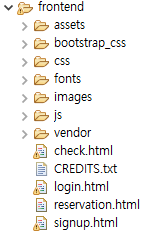 frontend
assets
bootstrap_css
css
fonts
images
js
vendor
check.html
CREDITS.txt
login.html
reservation.html
signup.html